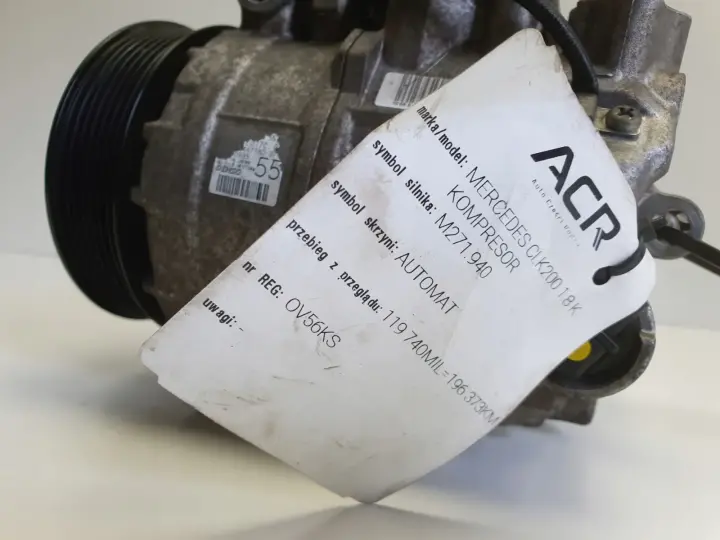 ACR
marka/model: MERCEDES CLK200 1.8 K
KOMPRESOR
symbol silnika: M271.940
symbol skrzyni: AUTOMAT
przebieg z przeglądu: 119 740MIL=196 373KM
nr REG: OV56KS
uwagi: -
55